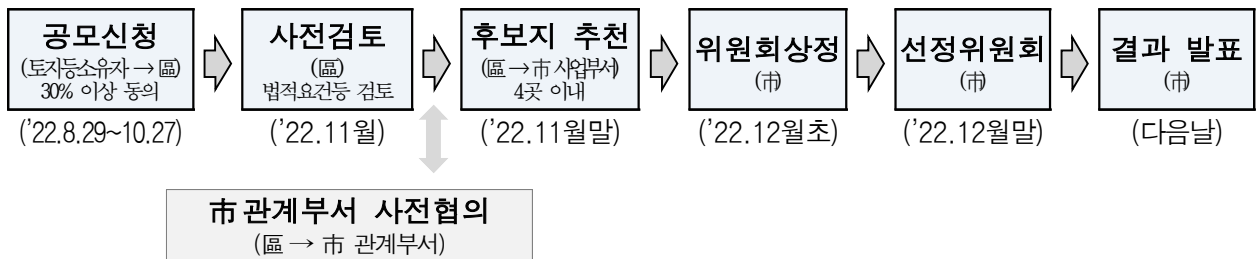 공모신청
(토지등소유자 → 區)
30% 이상 동의
('22.8.29~10.27)
사전검토
(區)
법적요건등 검토
('22.11월)
후보지 추천
(區→市 사업부서)
4곳 이내
('22.11월말)
위원회상정
(市)
('22.12월초)
선정위원회
(市)
('22.12월말)
결과 발표
(市)
(다음날)
市 관계부서 사전협의
(區 → 市 관계부서)